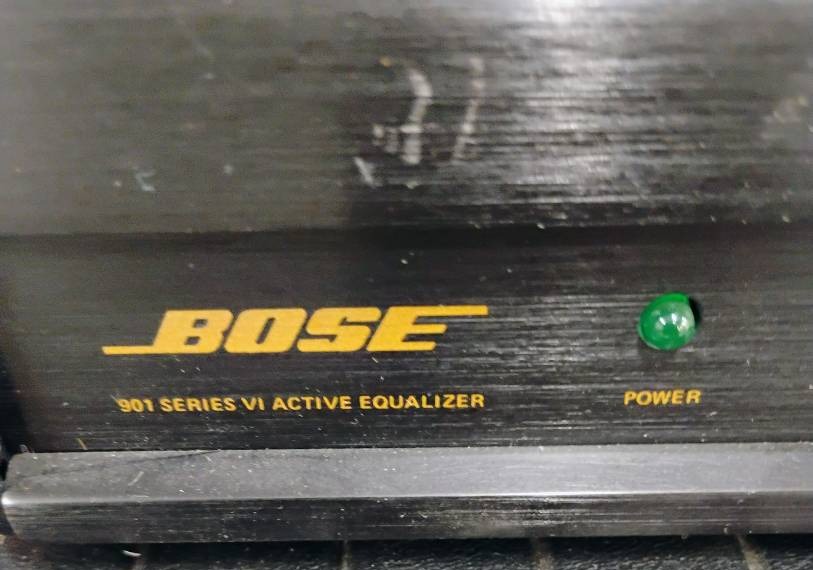 BOSE
901 SERIES VI ACTIVE EQUALIZER
POWER